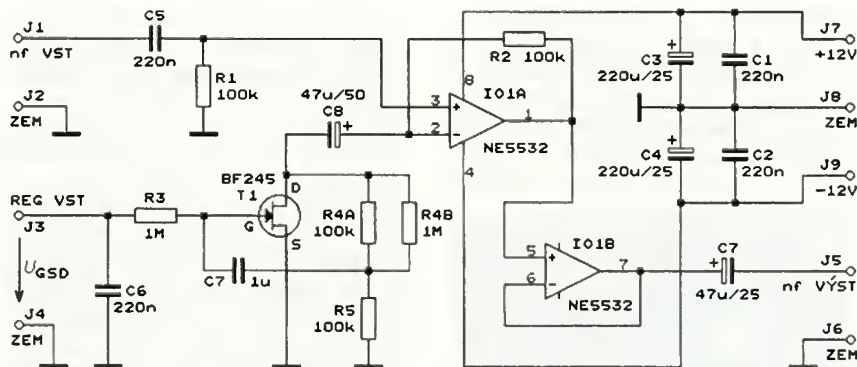 J1
nf VST
C5
220n
R1
100k
J2
ZEM
R2 100k
47u/50
C8
+
8
3
+
2
-
4
IO1A
1
NE5532
+
C3
220u/25
C1
220n
J7
+12V
J8
ZEM
+
C4
220u/25
C2
220n
J9
-12V
REG VST
J3
R3
1M
BF245
T1
D
G
S
R4A
100k
R4B
1M
UGSD
C6
220n
C7
1u
R5
100k
J4
ZEM
IO1B
5
+
6
-
7
NE5532
C7
+
47u/25
J5
nf VÝST
J6
ZEM